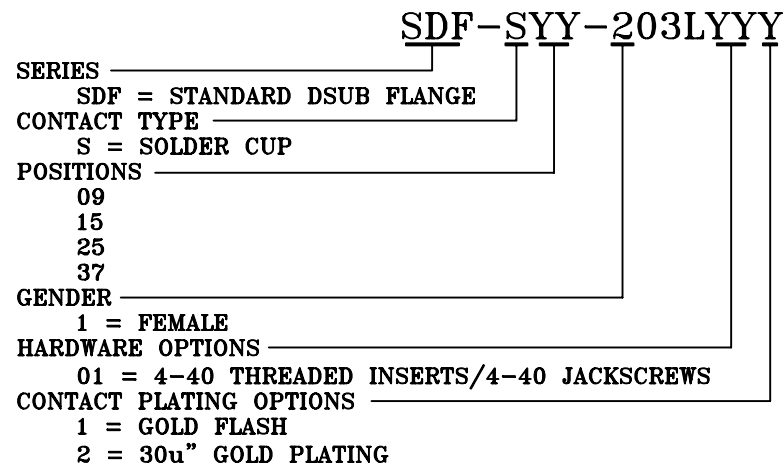 SDF-SYY-203LYYY
SERIES
SDF = STANDARD DSUB FLANGE
CONTACT TYPE
S = SOLDER CUP
POSITIONS
09
15
25
37
GENDER
1 = FEMALE
HARDWARE OPTIONS
01 = 4-40 THREADED INSERTS/4-40 JACKSCREWS
CONTACT PLATING OPTIONS
1 = GOLD FLASH
2 = 30u” GOLD PLATING